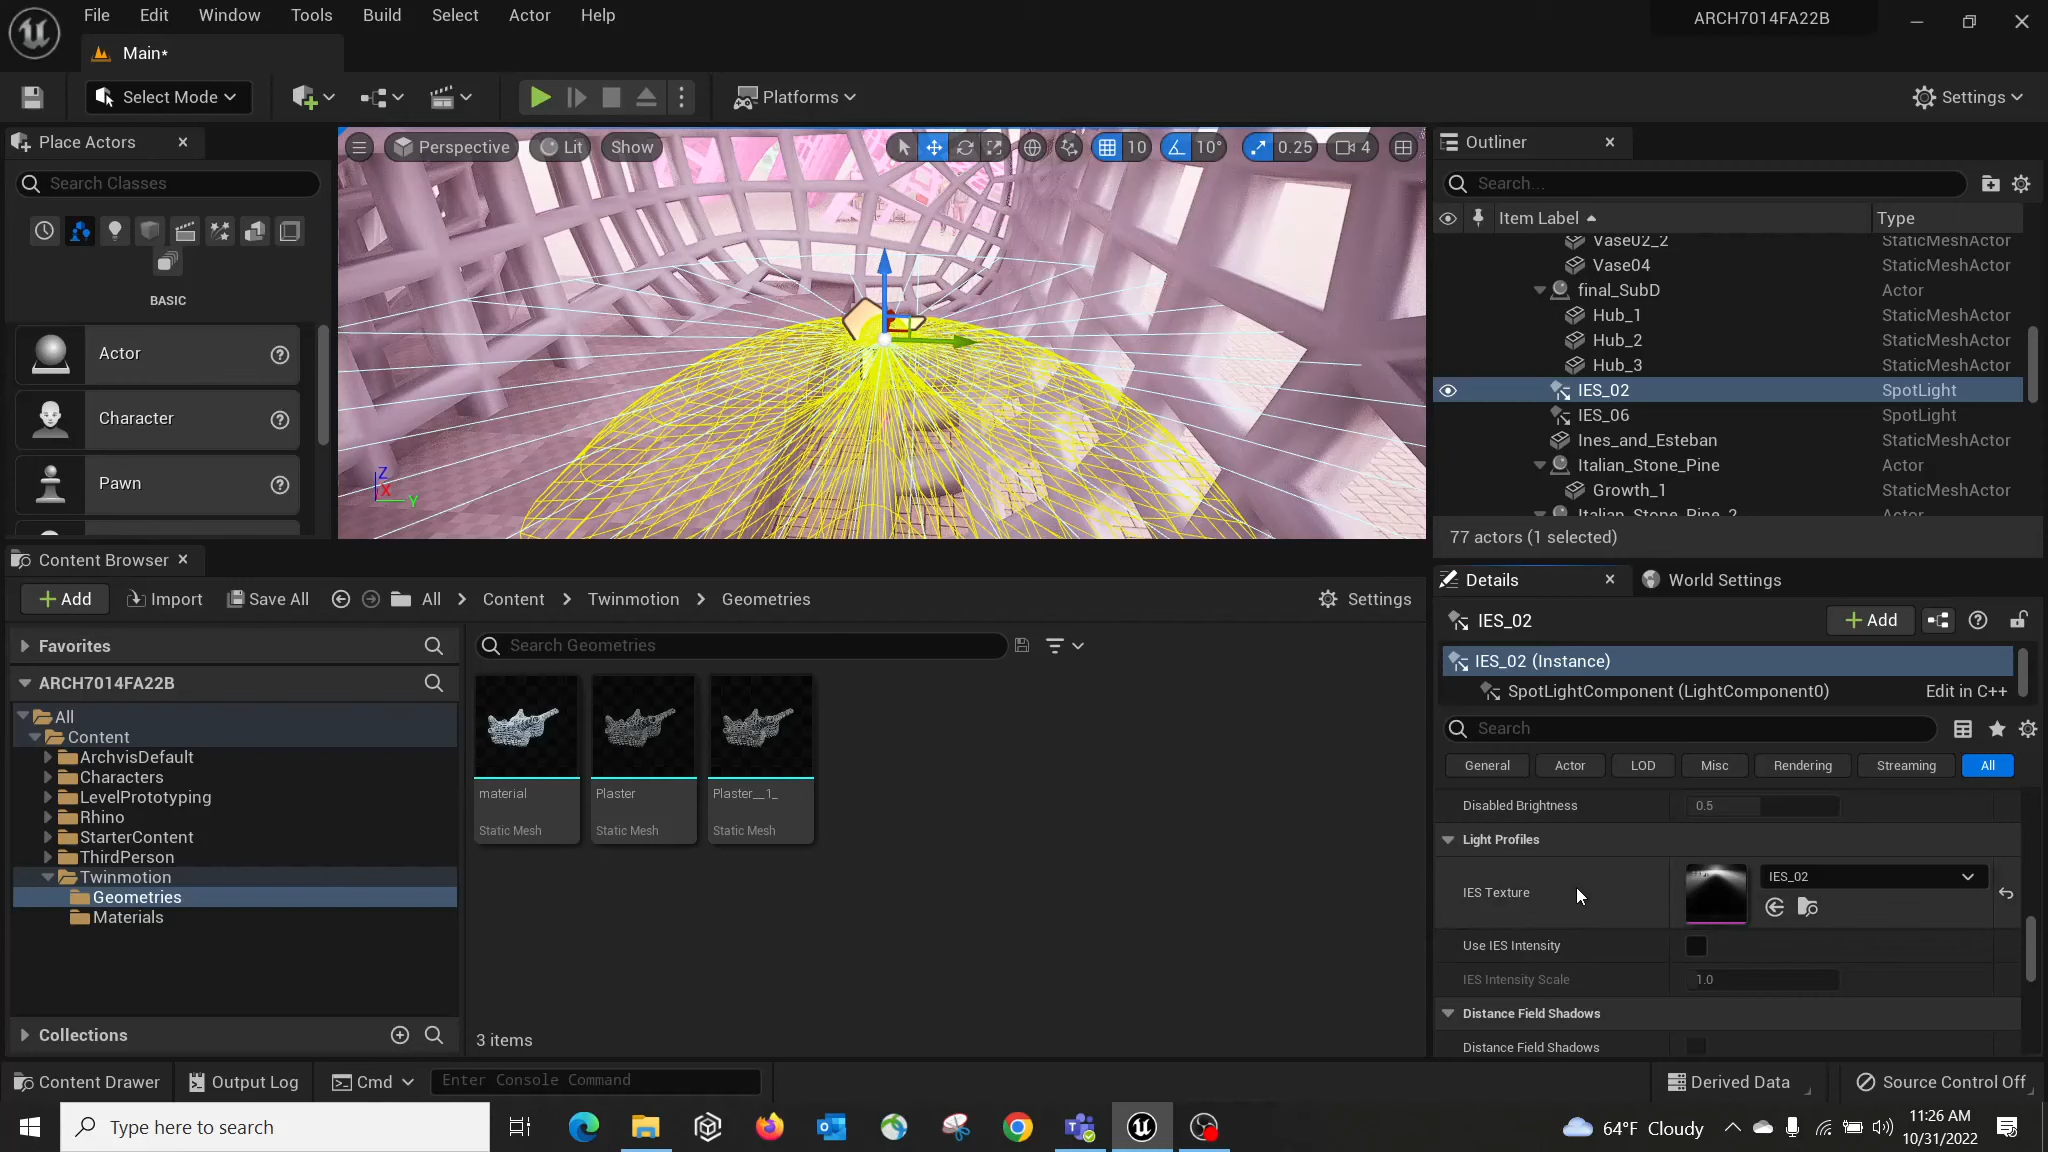 File Edit Window Tools Build Select Actor Help
ARCH7014FA22B
Main*
Select Mode
Platforms
Settings
Place Actors
Search Classes
BASIC
Actor
Character
Pawn
Perspective Lit Show 10 10° 0.25 4
Z
X
Y
Outliner
Search...
Item Label Type
Vase02_2 StaticMeshActor
Vase04 StaticMeshActor
final_SubD Actor
Hub_1 StaticMeshActor
Hub_2 StaticMeshActor
Hub_3 StaticMeshActor
IES_02 SpotLight
IES_06 SpotLight
Ines_and_Esteban StaticMeshActor
Italian_Stone_Pine Actor
Growth_1 StaticMeshActor
Italian_Stone_Pine_2 Actor
77 actors (1 selected)
Content Browser
Add Import Save All All Content Twinmotion Geometries Settings
Favorites
ARCH7014FA22B
All
Content
ArchvisDefault
Characters
LevelPrototyping
Rhino
StarterContent
ThirdPerson
Twinmotion
Geometries
Materials
Collections
Search Geometries
material
Static Mesh
Plaster
Static Mesh
Plaster__1_
Static Mesh
3 items
Details World Settings
IES_02
Add
IES_02 (Instance)
SpotLightComponent (LightComponent0) Edit in C++
Search
General Actor LOD Misc Rendering Streaming All
Disabled Brightness 0.5
Light Profiles
IES Texture IES_02
Use IES Intensity
IES Intensity Scale 1.0
Distance Field Shadows
Distance Field Shadows
Content Drawer Output Log Cmd Enter Console Command Derived Data Source Control Off
Type here to search
64°F Cloudy
11:26 AM
10/31/2022